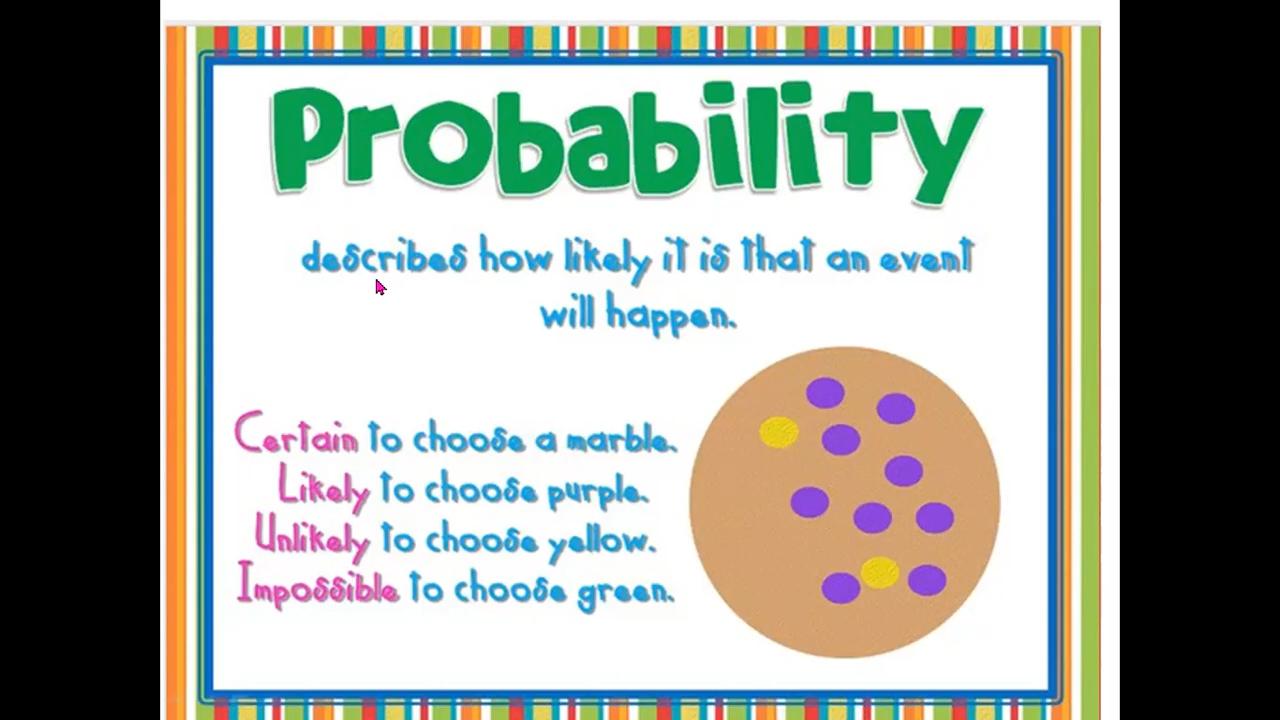 Probability
describes how likely it is that an event
will happen.
Certain to choose a marble.
Likely to choose purple.
Unlikely to choose yellow.
Impossible to choose green.